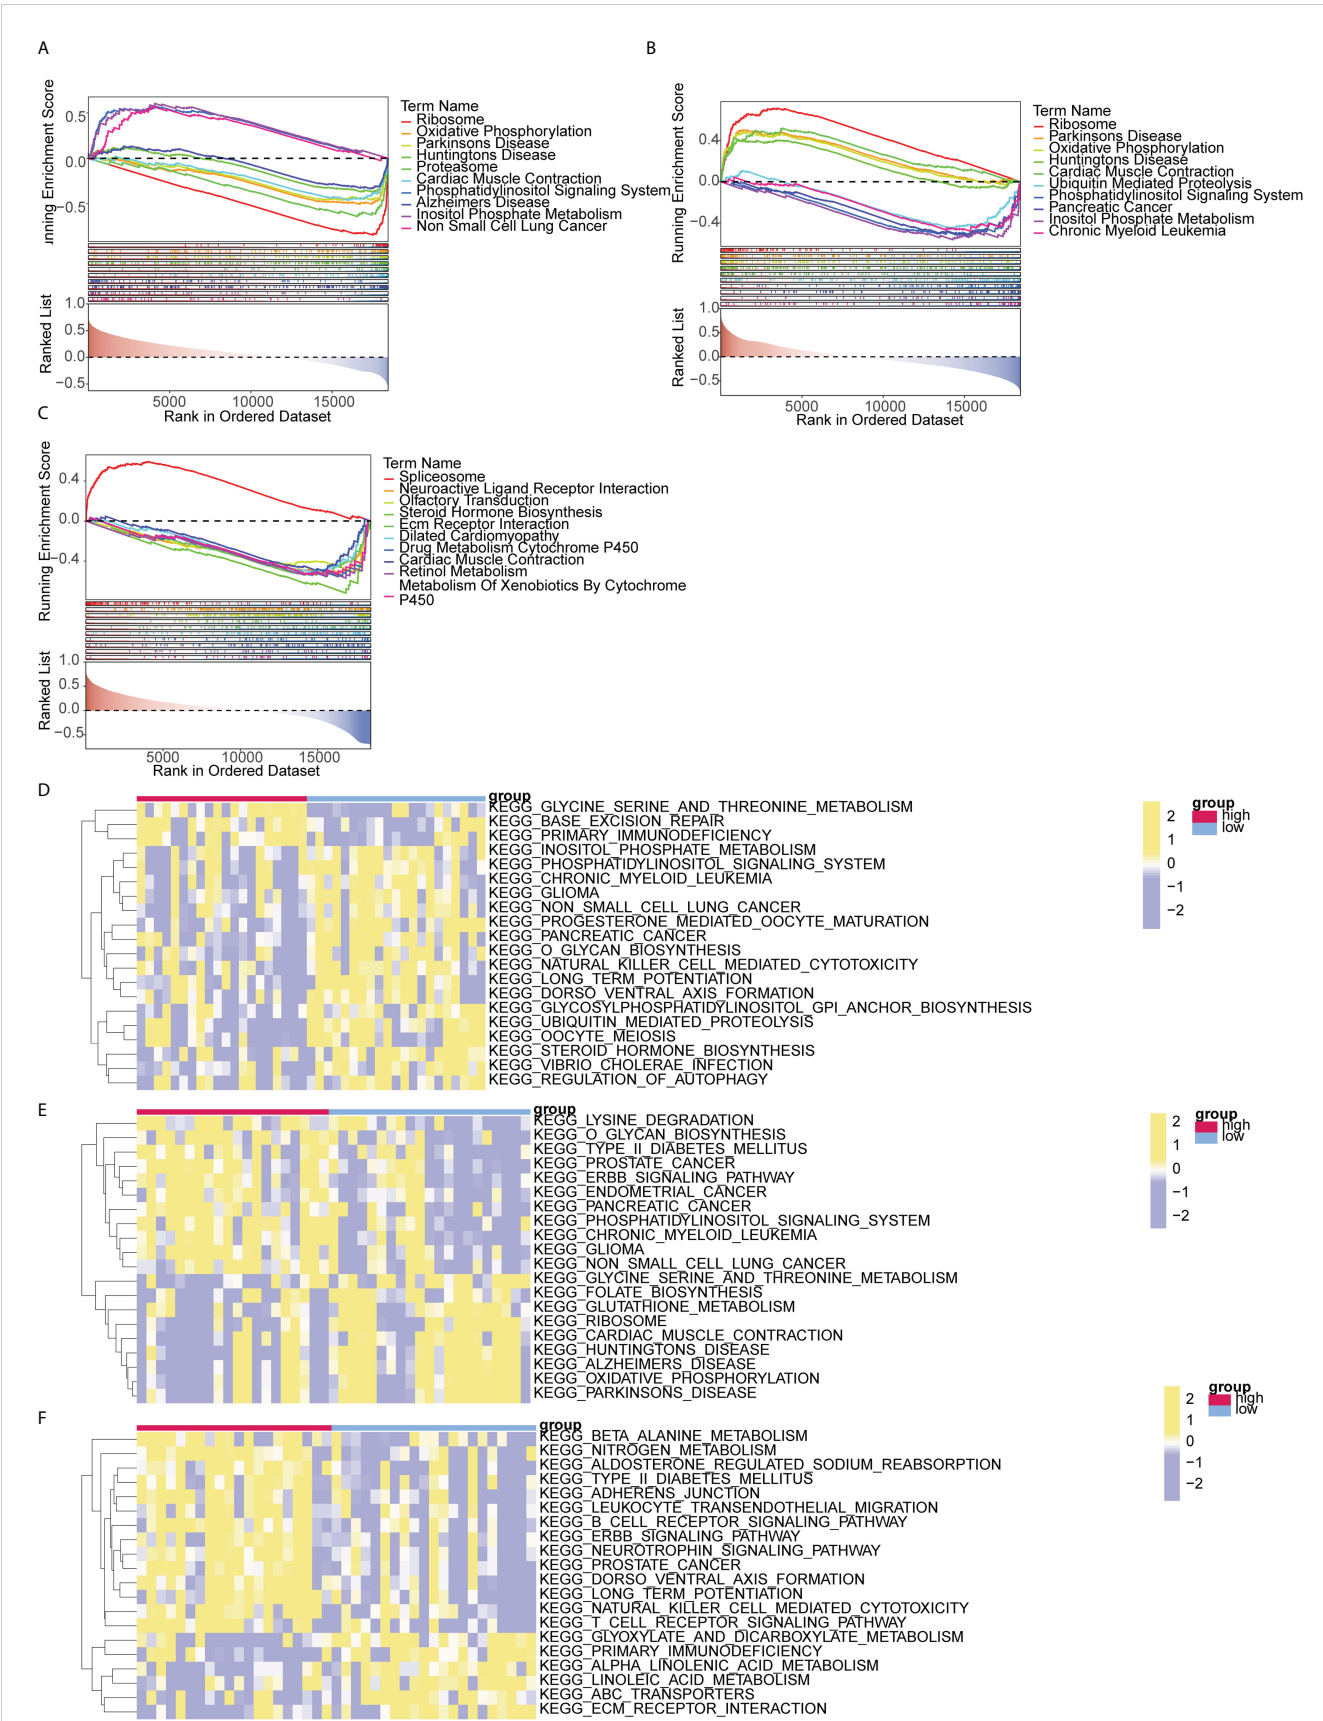 A
unning Enrichment Score
0.5
0.0
−0.5
Term Name
Ribosome
Oxidative Phosphorylation
Parkinsons Disease
Huntingtons Disease
Proteasome
Cardiac Muscle Contraction
Phosphatidylinositol Signaling System
Alzheimers Disease
Inositol Phosphate Metabolism
Non Small Cell Lung Cancer
Ranked List
1.0
0.5
0.0
−0.5
5000
10000
15000
Rank in Ordered Dataset
B
Running Enrichment Score
0.4
0.0
−0.4
Term Name
Ribosome
Parkinsons Disease
Oxidative Phosphorylation
Huntingtons Disease
Cardiac Muscle Contraction
Ubiquitin Mediated Proteolysis
Phosphatidylinositol Signaling System
Pancreatic Cancer
Inositol Phosphate Metabolism
Chronic Myeloid Leukemia
Ranked List
1.0
0.5
0.0
−0.5
5000
10000
15000
Rank in Ordered Dataset
C
Running Enrichment Score
0.4
0.0
−0.4
Term Name
Spliceosome
Neuroactive Ligand Receptor Interaction
Olfactory Transduction
Steroid Hormone Biosynthesis
Ecm Receptor Interaction
Dilated Cardiomyopathy
Drug Metabolism Cytochrome P450
Cardiac Muscle Contraction
Retinol Metabolism
Metabolism Of Xenobiotics By Cytochrome
P450
Ranked List
1.0
0.5
0.0
−0.5
5000
10000
15000
Rank in Ordered Dataset
D
group
KEGG_GLYCINE_SERINE_AND_THREONINE_METABOLISM
KEGG_BASE_EXCISION_REPAIR
KEGG_PRIMARY_IMMUNODEFICIENCY
KEGG_INOSITOL_PHOSPHATE_METABOLISM
KEGG_PHOSPHATIDYLINOSITOL_SIGNALING_SYSTEM
KEGG_CHRONIC_MYELOID_LEUKEMIA
KEGG_GLIOMA
KEGG_NON_SMALL_CELL_LUNG_CANCER
KEGG_PROGESTERONE_MEDIATED_OOCYTE_MATURATION
KEGG_PANCREATIC_CANCER
KEGG_O_GLYCAN_BIOSYNTHESIS
KEGG_NATURAL_KILLER_CELL_MEDIATED_CYTOTOXICITY
KEGG_LONG_TERM_POTENTIATION
KEGG_DORSO_VENTRAL_AXIS_FORMATION
KEGG_GLYCOSYLPHOSPHATIDYLINOSITOL_GPI_ANCHOR_BIOSYNTHESIS
KEGG_UBIQUITIN_MEDIATED_PROTEOLYSIS
KEGG_OOCYTE_MEIOSIS
KEGG_STEROID_HORMONE_BIOSYNTHESIS
KEGG_VIBRIO_CHOLERAE_INFECTION
KEGG_REGULATION_OF_AUTOPHAGY
2
1
0
−1
−2
group
high
low
E
group
KEGG_LYSINE_DEGRADATION
KEGG_O_GLYCAN_BIOSYNTHESIS
KEGG_TYPE_II_DIABETES_MELLITUS
KEGG_PROSTATE_CANCER
KEGG_ERBB_SIGNALING_PATHWAY
KEGG_ENDOMETRIAL_CANCER
KEGG_PANCREATIC_CANCER
KEGG_PHOSPHATIDYLINOSITOL_SIGNALING_SYSTEM
KEGG_CHRONIC_MYELOID_LEUKEMIA
KEGG_GLIOMA
KEGG_NON_SMALL_CELL_LUNG_CANCER
KEGG_GLYCINE_SERINE_AND_THREONINE_METABOLISM
KEGG_FOLATE_BIOSYNTHESIS
KEGG_GLUTATHIONE_METABOLISM
KEGG_RIBOSOME
KEGG_CARDIAC_MUSCLE_CONTRACTION
KEGG_HUNTINGTONS_DISEASE
KEGG_ALZHEIMERS_DISEASE
KEGG_OXIDATIVE_PHOSPHORYLATION
KEGG_PARKINSONS_DISEASE
2
1
0
−1
−2
group
high
low
F
group
KEGG_BETA_ALANINE_METABOLISM
KEGG_NITROGEN_METABOLISM
KEGG_ALDOSTERONE_REGULATED_SODIUM_REABSORPTION
KEGG_TYPE_II_DIABETES_MELLITUS
KEGG_ADHERENS_JUNCTION
KEGG_LEUKOCYTE_TRANSENDOTHELIAL_MIGRATION
KEGG_B_CELL_RECEPTOR_SIGNALING_PATHWAY
KEGG_ERBB_SIGNALING_PATHWAY
KEGG_NEUROTROPHIN_SIGNALING_PATHWAY
KEGG_PROSTATE_CANCER
KEGG_DORSO_VENTRAL_AXIS_FORMATION
KEGG_LONG_TERM_POTENTIATION
KEGG_NATURAL_KILLER_CELL_MEDIATED_CYTOTOXICITY
KEGG_T_CELL_RECEPTOR_SIGNALING_PATHWAY
KEGG_GLYOXYLATE_AND_DICARBOXYLATE_METABOLISM
KEGG_PRIMARY_IMMUNODEFICIENCY
KEGG_ALPHA_LINOLENIC_ACID_METABOLISM
KEGG_LINOLEIC_ACID_METABOLISM
KEGG_ABC_TRANSPORTERS
KEGG_ECM_RECEPTOR_INTERACTION
2
1
0
−1
−2
group
high
low